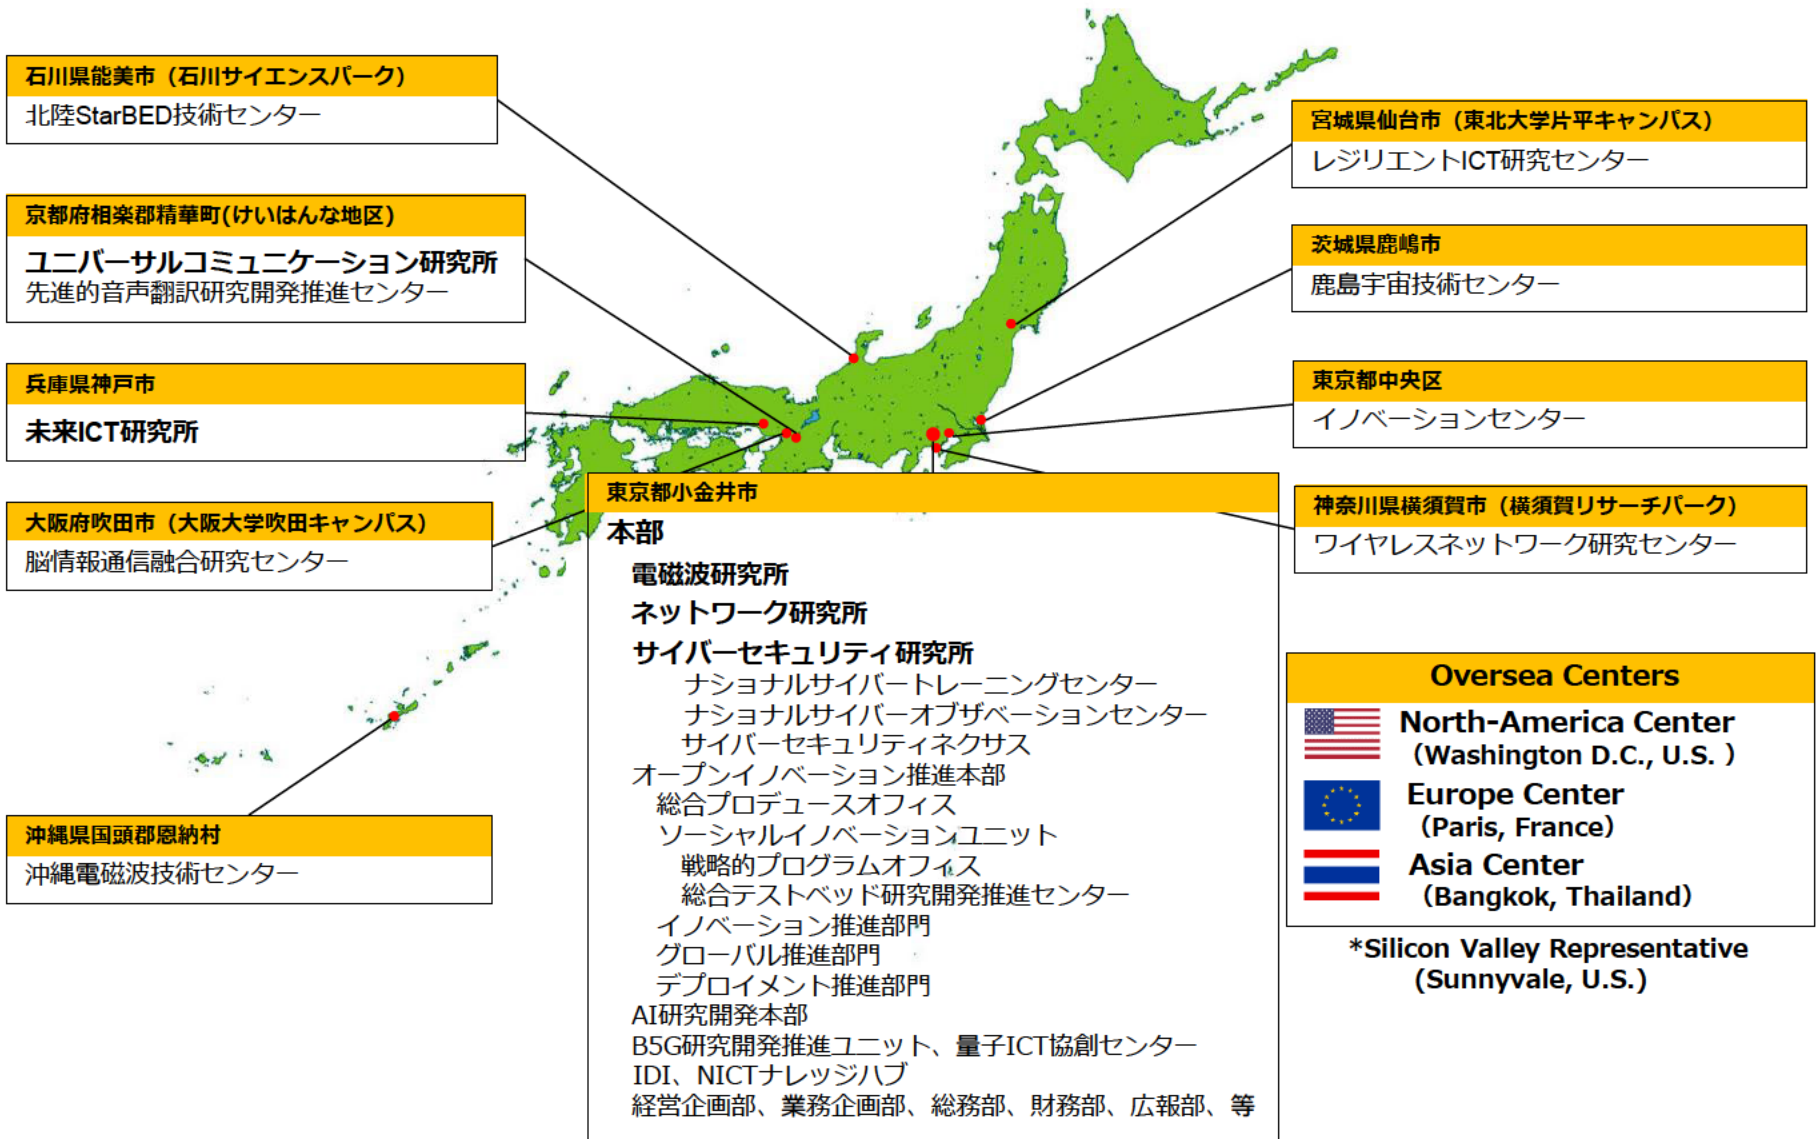 石川県能美市（石川サイエンスパーク）
北陸StarBED技術センター
京都府相楽郡精華町(けいはんな地区)
ユニバーサルコミュニケーション研究所
先進的音声翻訳研究開発推進センター
兵庫県神戸市
未来ICT研究所
大阪府吹田市（大阪大学吹田キャンパス）
脳情報通信融合研究センター
沖縄県国頭郡恩納村
沖縄電磁波技術センター
宮城県仙台市（東北大学片平キャンパス）
レジリエントICT研究センター
茨城県鹿嶋市
鹿島宇宙技術センター
東京都中央区
イノベーションセンター
神奈川県横須賀市（横須賀リサーチパーク）
ワイヤレスネットワーク研究センター
東京都小金井市
本部
電磁波研究所
ネットワーク研究所
サイバーセキュリティ研究所
ナショナルサイバートレーニングセンター
ナショナルサイバーオブザベーションセンター
サイバーセキュリティネクサス
オープンイノベーション推進本部
総合プロデュースオフィス
ソーシャルイノベーションユニット
戦略的プログラムオフィス
総合テストベッド研究開発推進センター
イノベーション推進部門
グローバル推進部門
デプロイメント推進部門
AI研究開発本部
B5G研究開発推進ユニット、量子ICT協創センター
IDI、NICTナレッジハブ
経営企画部、業務企画部、総務部、財務部、広報部、等
Oversea Centers
North-America Center
（Washington D.C., U.S. ）
Europe Center
（Paris, France）
Asia Center
（Bangkok, Thailand）
*Silicon Valley Representative
(Sunnyvale, U.S.)